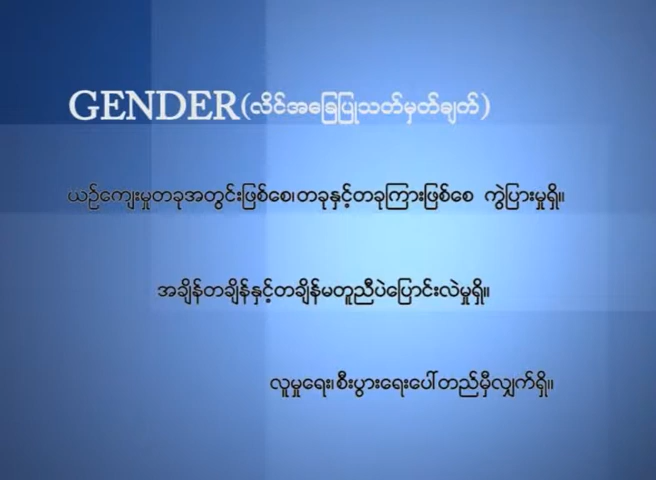 GENDER(လိင်အခြေပြုသတ်မှတ်ချက်)
ယဉ်ကျေးမှုတခုအတွင်းဖြစ်စေ၊တခုနှင့်တခုကြားဖြစ်စေ ကွဲပြားမှုရှိ။
အချိန်တချိန်နှင့်တချိန်မတူညီပဲပြောင်းလဲမှုရှိ။
လူမှုရေး၊စီးပွားရေးပေါ်တည်မှီလျှက်ရှိ။